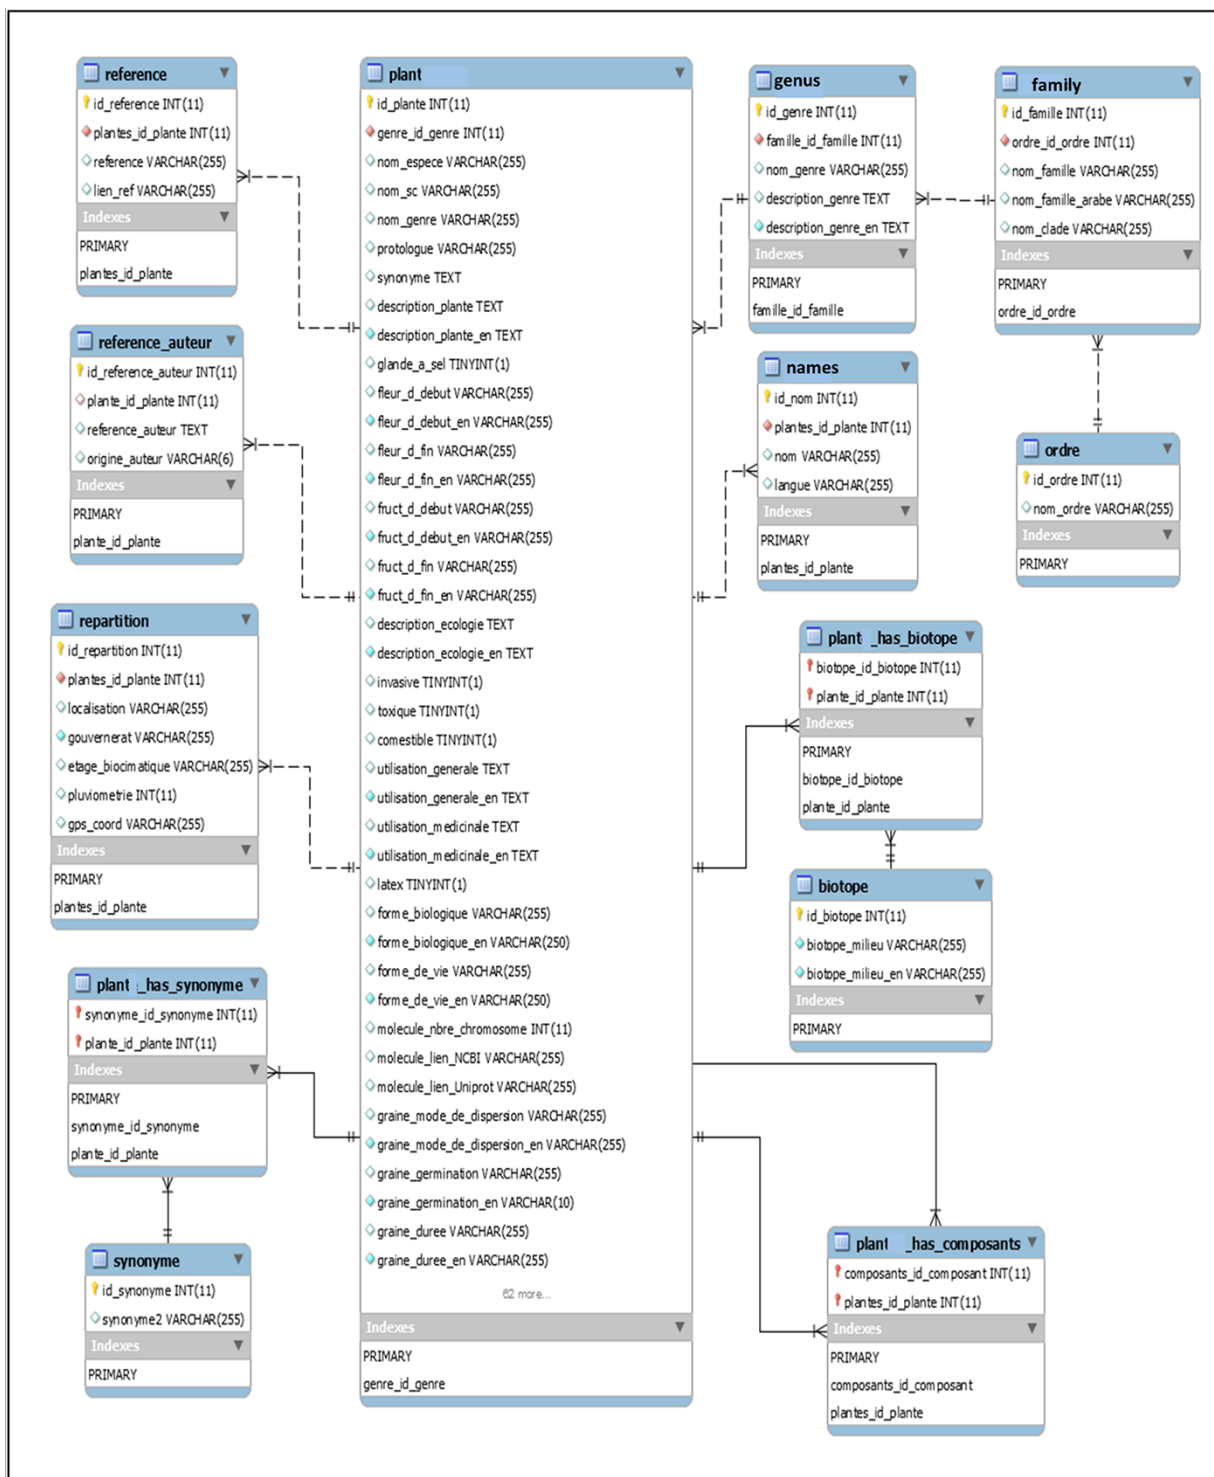 reference
id_reference INT(11)
plantes_id_plante INT(11)
reference VARCHAR(255)
lien_ref VARCHAR(255)
Indexes
PRIMARY
plantes_id_plante
reference_auteur
id_reference_auteur INT(11)
plante_id_plante INT(11)
reference_auteur TEXT
origine_auteur VARCHAR(6)
Indexes
PRIMARY
plante_id_plante
repartition
id_repartition INT(11)
plantes_id_plante INT(11)
localisation VARCHAR(255)
gouvernerat VARCHAR(255)
etage_biocimatique VARCHAR(255)
pluviometrie INT(11)
gps_coord VARCHAR(255)
Indexes
PRIMARY
plantes_id_plante
plant _has_synonyme
synonyme_id_synonyme INT(11)
plante_id_plante INT(11)
Indexes
PRIMARY
synonyme_id_synonyme
plante_id_plante
synonyme
id_synonyme INT(11)
synonyme2 VARCHAR(255)
Indexes
PRIMARY
plant
id_plante INT(11)
genre_id_genre INT(11)
nom_espece VARCHAR(255)
nom_sc VARCHAR(255)
nom_genre VARCHAR(255)
protologue VARCHAR(255)
synonyme TEXT
description_plante TEXT
description_plante_en TEXT
glande_a_sel TINYINT(1)
fleur_d_debut VARCHAR(255)
fleur_d_debut_en VARCHAR(255)
fleur_d_fin VARCHAR(255)
fleur_d_fin_en VARCHAR(255)
fruct_d_debut VARCHAR(255)
fruct_d_debut_en VARCHAR(255)
fruct_d_fin VARCHAR(255)
fruct_d_fin_en VARCHAR(255)
description_ecologie TEXT
description_ecologie_en TEXT
invasive TINYINT(1)
toxique TINYINT(1)
comestible TINYINT(1)
utilisation_generale TEXT
utilisation_generale_en TEXT
utilisation_medicinale TEXT
utilisation_medicinale_en TEXT
latex TINYINT(1)
forme_biologique VARCHAR(255)
forme_biologique_en VARCHAR(250)
forme_de_vie VARCHAR(255)
forme_de_vie_en VARCHAR(250)
molecule_nbre_chromosome INT(11)
molecule_lien_NCBI VARCHAR(255)
molecule_lien_Uniprot VARCHAR(255)
graine_mode_de_dispersion VARCHAR(255)
graine_mode_de_dispersion_en VARCHAR(255)
graine_germination VARCHAR(255)
graine_germination_en VARCHAR(10)
graine_duree VARCHAR(255)
graine_duree_en VARCHAR(255)
62 more...
Indexes
PRIMARY
genre_id_genre
genus
id_genre INT(11)
famille_id_famille INT(11)
nom_genre VARCHAR(255)
description_genre TEXT
description_genre_en TEXT
Indexes
PRIMARY
famille_id_famille
family
id_famille INT(11)
ordre_id_ordre INT(11)
nom_famille VARCHAR(255)
nom_famille_arabe VARCHAR(255)
nom_clade VARCHAR(255)
Indexes
PRIMARY
ordre_id_ordre
names
id_nom INT(11)
plantes_id_plante INT(11)
nom VARCHAR(255)
langue VARCHAR(255)
Indexes
PRIMARY
plantes_id_plante
ordre
id_ordre INT(11)
nom_ordre VARCHAR(255)
Indexes
PRIMARY
plant _has_biotope
biotope_id_biotope INT(11)
plante_id_plante INT(11)
Indexes
PRIMARY
biotope_id_biotope
plante_id_plante
biotope
id_biotope INT(11)
biotope_milieu VARCHAR(255)
biotope_milieu_en VARCHAR(255)
Indexes
PRIMARY
plant _has_composants
composants_id_composant INT(11)
plantes_id_plante INT(11)
Indexes
PRIMARY
composants_id_composant
plantes_id_plante